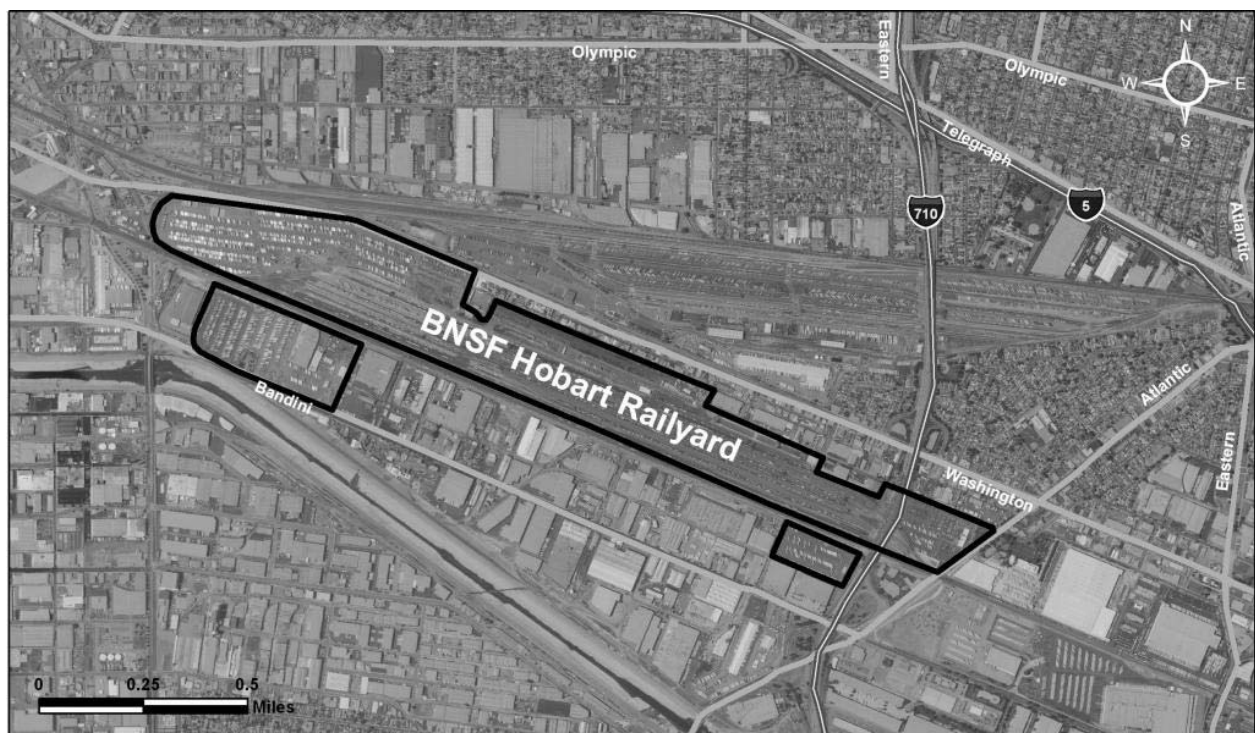 N
W E
S
Olympic
Eastern
Olympic
Telegraph
5
710
Atlantic
BNSF Hobart Railyard
Atlantic
Bandini
Washington
Eastern
0 0.25 0.5
Miles